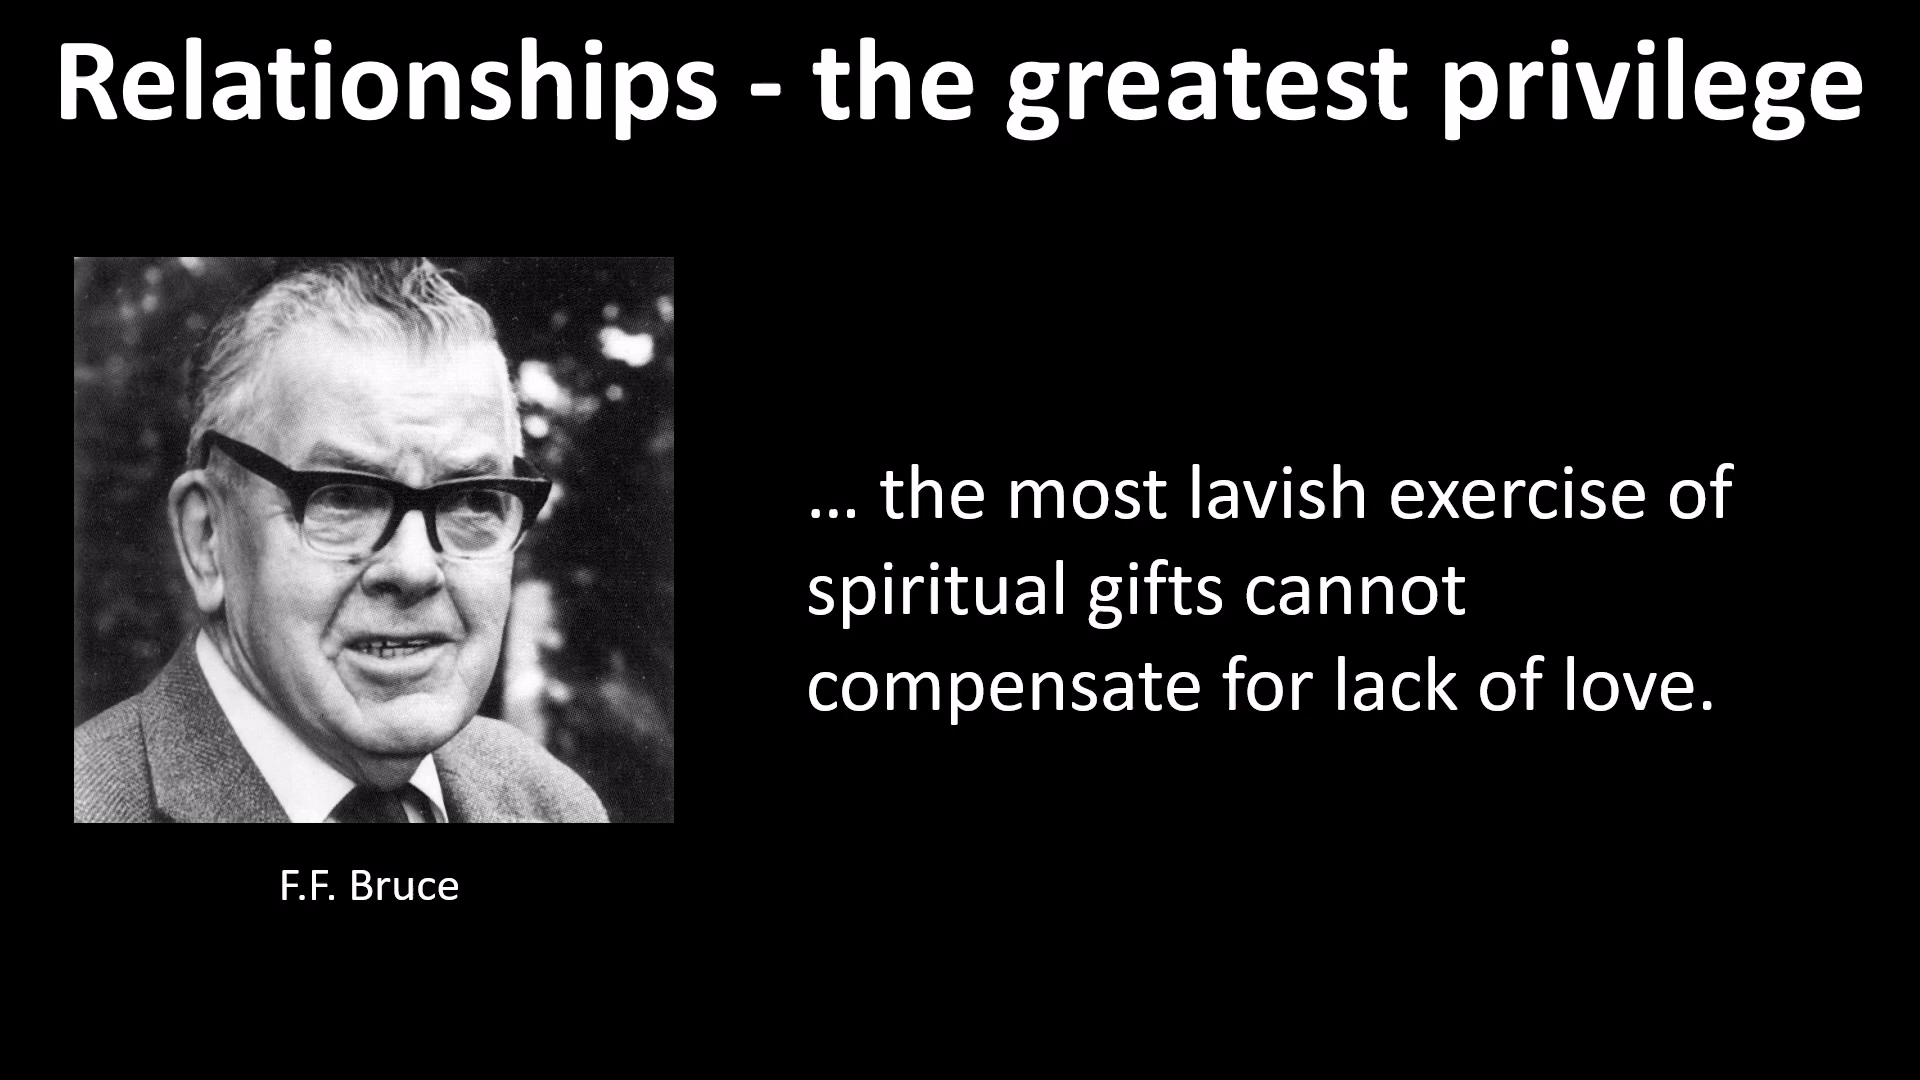 Relationships - the greatest privilege
... the most lavish exercise of
spiritual gifts cannot
compensate for lack of love.
F.F. Bruce